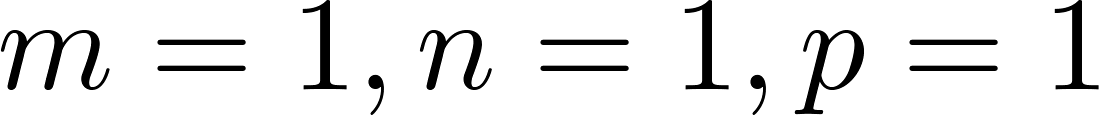 m = 1, n = 1, p = 1